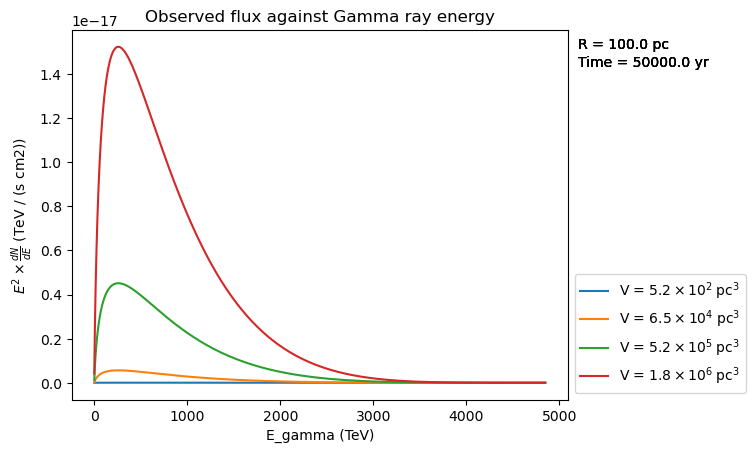 Observed flux against Gamma ray energy
1e−17
R = 100.0 pc
Time = 50000.0 yr
1.4
1.2
1.0
0.8
0.6
0.4
0.2
0.0
E² × dN/dE (TeV / (s cm2))
V = 5.2 × 10² pc³
V = 6.5 × 10⁴ pc³
V = 5.2 × 10⁵ pc³
V = 1.8 × 10⁶ pc³
0 1000 2000 3000 4000 5000
E_gamma (TeV)